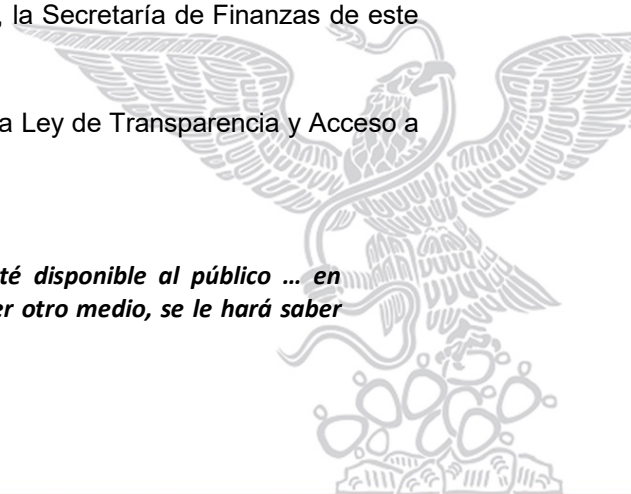 , la Secretaría de Finanzas de este
a Ley de Transparencia y Acceso a
té disponible al público … en
er otro medio, se le hará saber